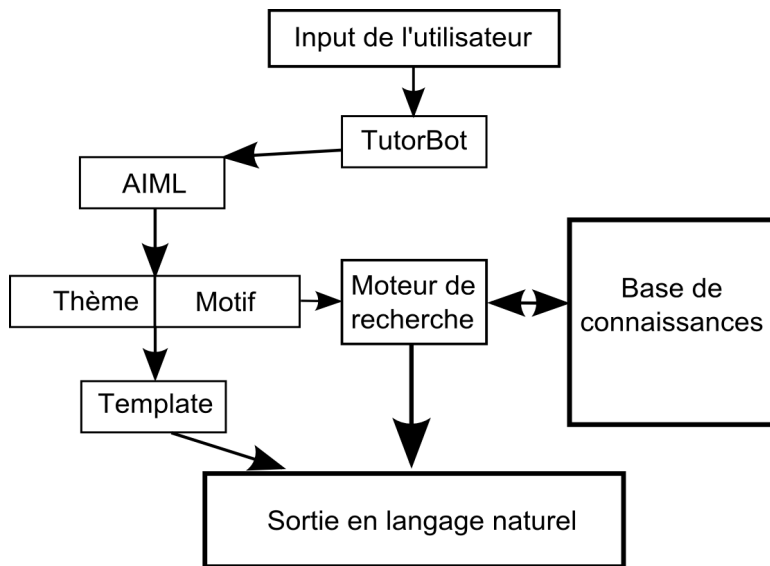 Input de l'utilisateur
TutorBot
AIML
Thème
Motif
Moteur de
recherche
Base de
connaissances
Template
Sortie en langage naturel